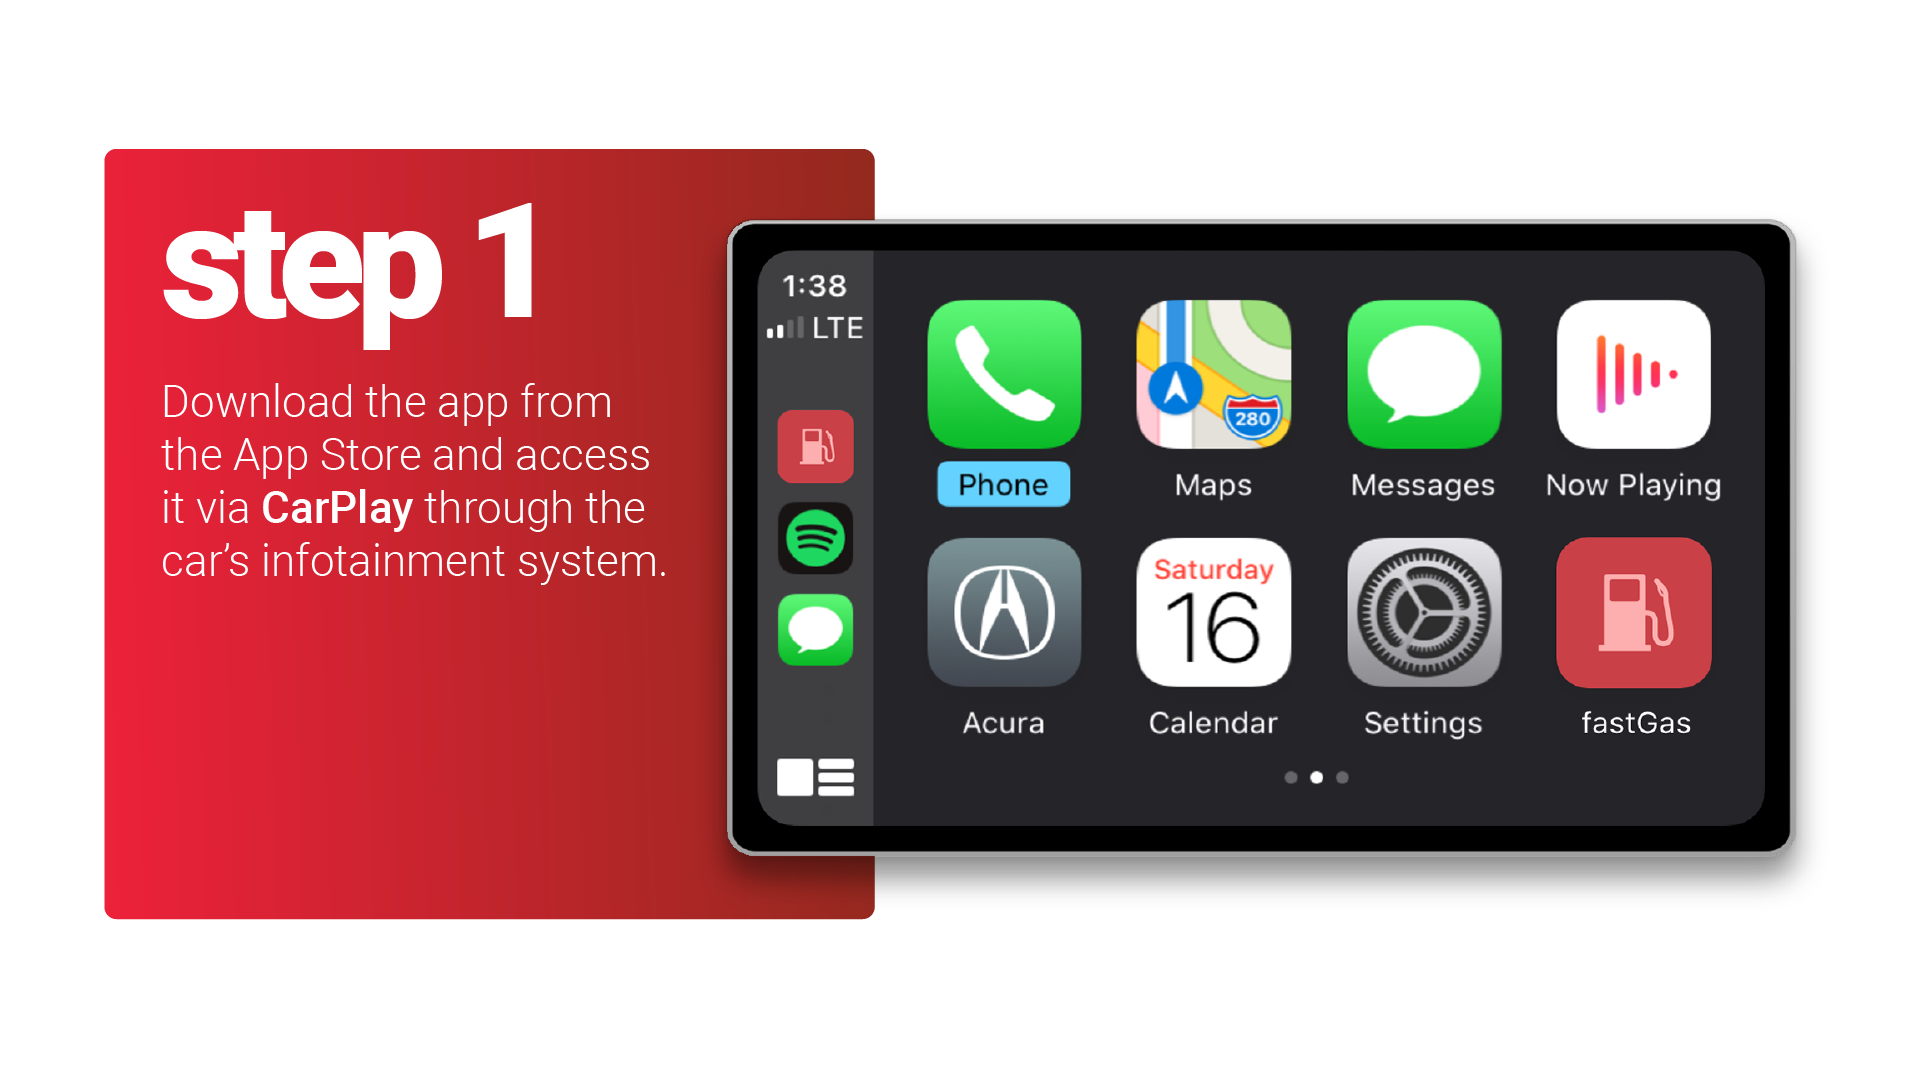 step 1
Download the app from
the App Store and access
it via CarPlay through the
car’s infotainment system.
1:38
LTE
280
Phone
Maps
Messages
Now Playing
Saturday
16
Acura
Calendar
Settings
fastGas